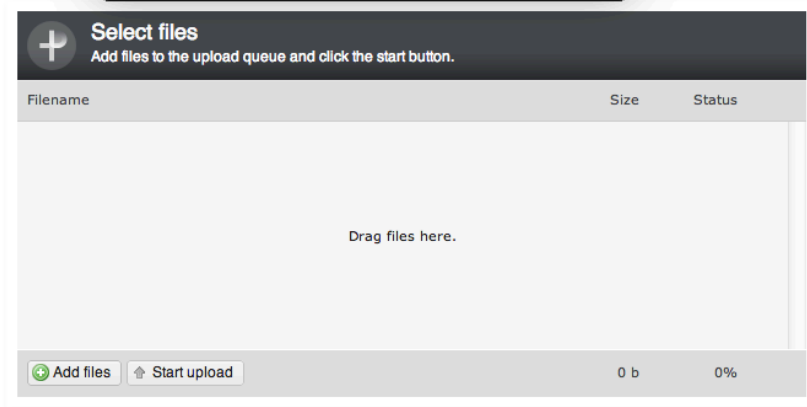 Select files
Add files to the upload queue and click the start button.
Filename Size Status
Drag files here.
Add files Start upload 0 b 0%